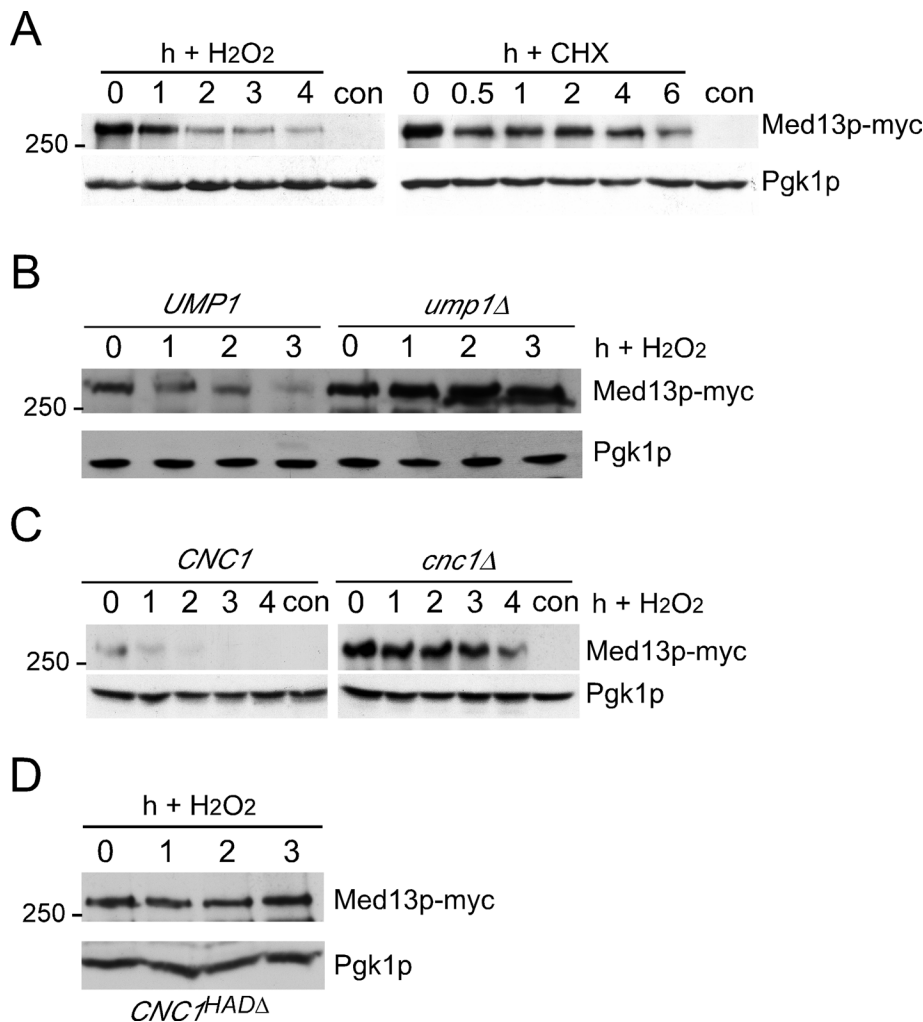 A
h + H2O2 h + CHX
0 1 2 3 4 con 0 0.5 1 2 4 6 con
250 Med13p-myc
Pgk1p
B
UMP1 ump1Δ
0 1 2 3 0 1 2 3 h + H2O2
250 Med13p-myc
Pgk1p
C
CNC1 cnc1Δ
0 1 2 3 4 con 0 1 2 3 4 con h + H2O2
250 Med13p-myc
Pgk1p
D
h + H2O2
0 1 2 3
250 Med13p-myc
Pgk1p
CNC1HADΔ